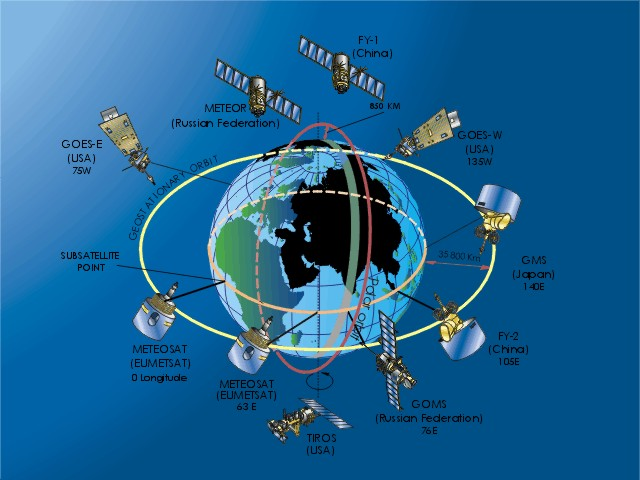 FY-1
(China)
METEOR
(Russian Federation)
850 KM
GOES-E
(USA)
75W
GOES-W
(USA)
135W
GEOSTATIONARY ORBIT
SUBSATELLITE
POINT
35 800 Km
GMS
(Japan)
140E
Polar orbit
METEOSAT
(EUMETSAT)
0 Longitude
METEOSAT
(EUMETSAT)
63 E
FY-2
(China)
105E
GOMS
(Russian Federation)
76E
TIROS
(USA)